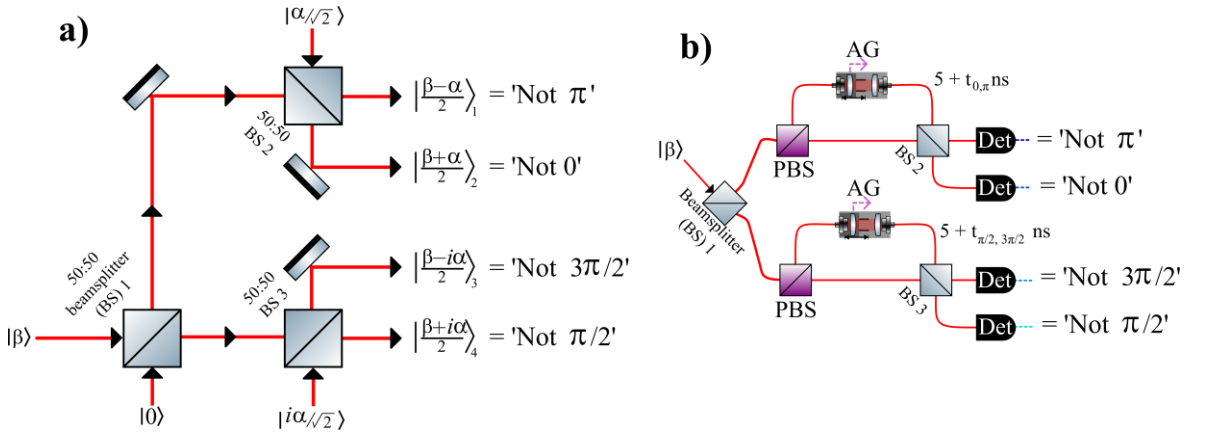 a)
|α/√2⟩
50:50
BS 2
|β−α/2⟩₁ = 'Not π'
|β+α/2⟩₂ = 'Not 0'
50:50
beamsplitter
(BS) 1
50:50
BS 3
|β−iα/2⟩₃ = 'Not 3π/2'
|β⟩
|β+iα/2⟩₄ = 'Not π/2'
|0⟩
|iα/√2⟩
b)
AG
5 + t₀,π ns
|β⟩
PBS
BS 2
Det = 'Not π'
Det = 'Not 0'
Beamsplitter
(BS) 1
AG
5 + tπ/2, 3π/2 ns
PBS
BS 3
Det = 'Not 3π/2'
Det = 'Not π/2'